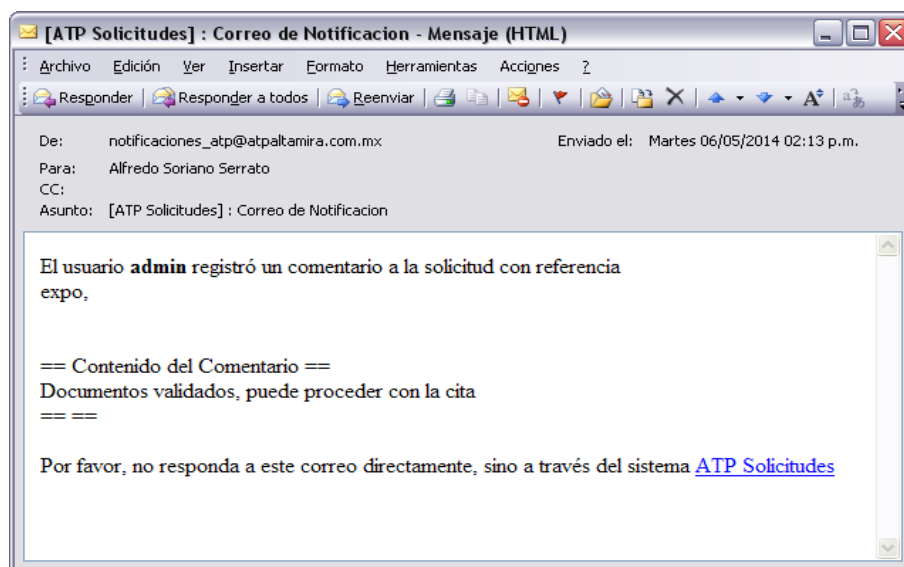 [ATP Solicitudes] : Correo de Notificacion - Mensaje (HTML)
Archivo Edición Ver Insertar Formato Herramientas Acciones ?
Responder Responder a todos Reenviar
De: notificaciones_atp@atpaltamira.com.mx Enviado el: Martes 06/05/2014 02:13 p.m.
Para: Alfredo Soriano Serrato
CC:
Asunto: [ATP Solicitudes] : Correo de Notificacion
El usuario admin registró un comentario a la solicitud con referencia
expo,
== Contenido del Comentario ==
Documentos validados, puede proceder con la cita
== ==
Por favor, no responda a este correo directamente, sino a través del sistema ATP Solicitudes